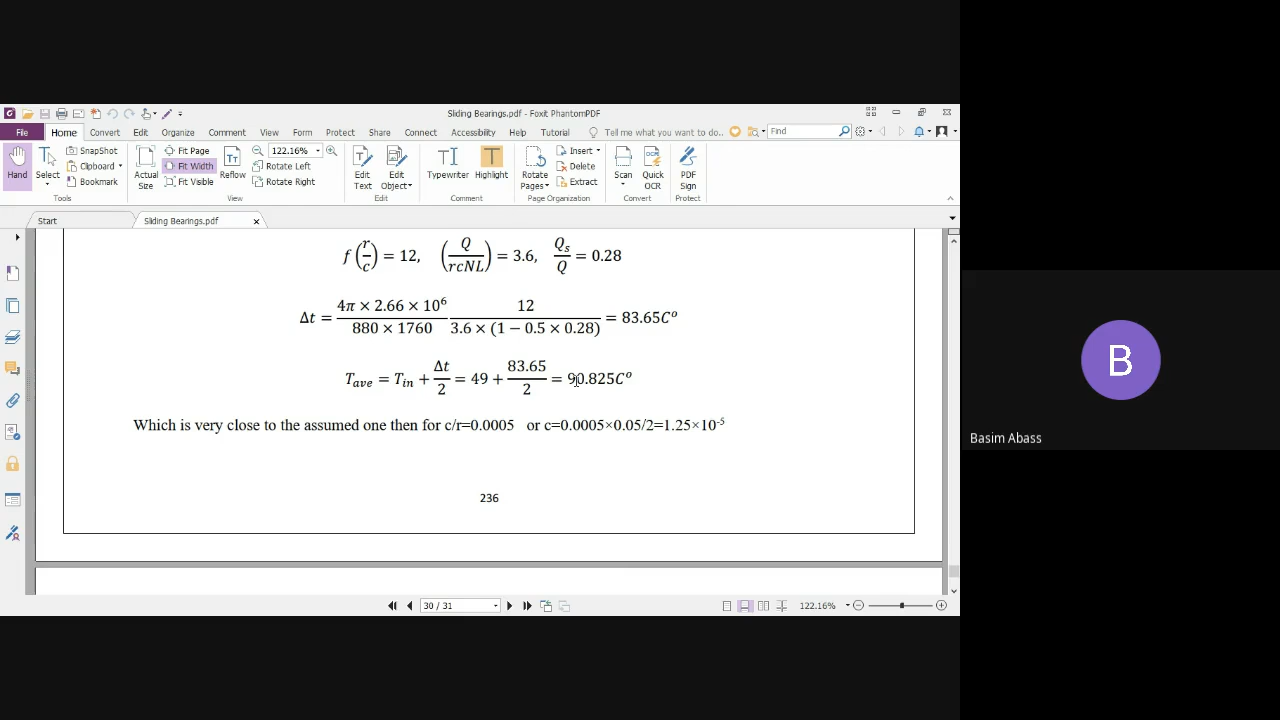 Sliding Bearings.pdf - Foxit PhantomPDF
File Home Convert Edit Organize Comment View Form Protect Share Connect Accessibility Help Tutorial Tell me what you want to do.. Find
Hand Select SnapShot Clipboard Bookmark Actual Size Fit Page Fit Width Fit Visible Reflow 122.16% Rotate Left Rotate Right Edit Text Edit Object Typewriter Highlight Rotate Pages Insert Delete Extract Scan Quick OCR PDF Sign
Tools View Edit Comment Page Organization Convert Protect
Start Sliding Bearings.pdf
f(r/c) = 12, (Q/rcNL) = 3.6, Qs/Q = 0.28
Δt = 4π × 2.66 × 10⁶ / 880 × 1760 12 / 3.6 × (1 − 0.5 × 0.28) = 83.65C°
T_ave = T_in + Δt/2 = 49 + 83.65/2 = 90.825C°
Which is very close to the assumed one then for c/r=0.0005 or c=0.0005×0.05/2=1.25×10⁻⁵
236
30 / 31 122.16%
B
Basim Abass